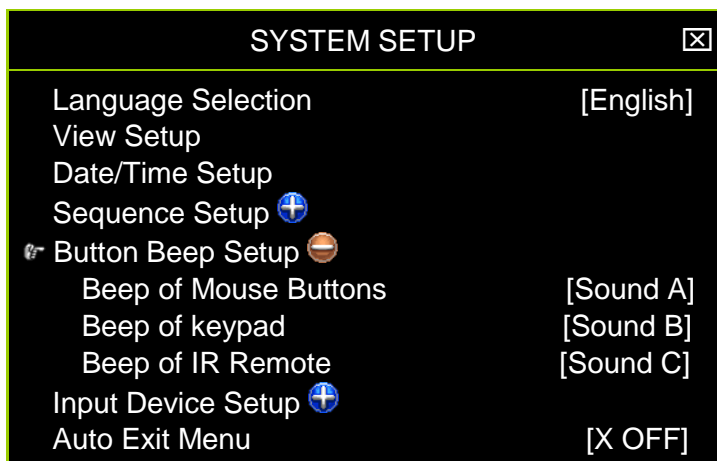 SYSTEM SETUP
Language Selection [English]
View Setup
Date/Time Setup
Sequence Setup
Button Beep Setup
Beep of Mouse Buttons [Sound A]
Beep of keypad [Sound B]
Beep of IR Remote [Sound C]
Input Device Setup
Auto Exit Menu [X OFF]